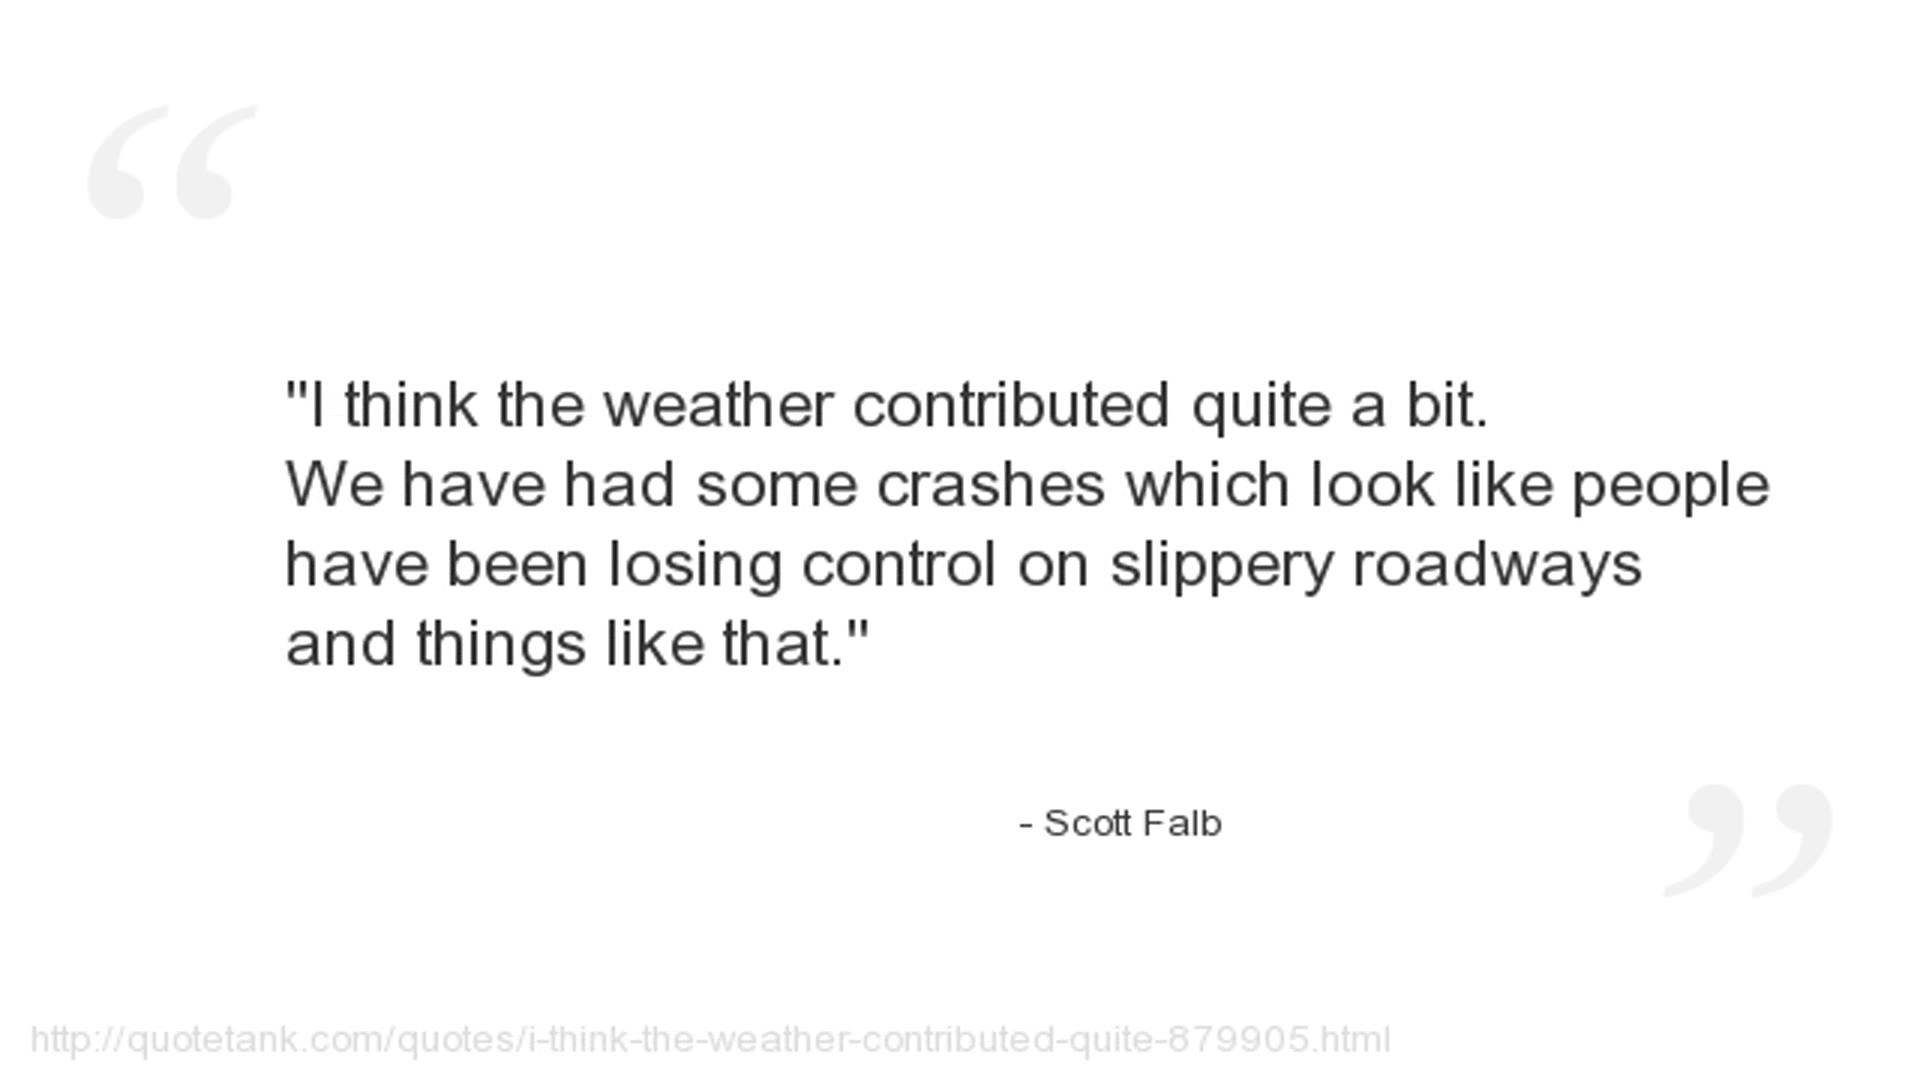 "I think the weather contributed quite a bit.
We have had some crashes which look like people
have been losing control on slippery roadways
and things like that."
- Scott Falb
http://quotetank.com/quotes/i-think-the-weather-contributed-quite-879905.html